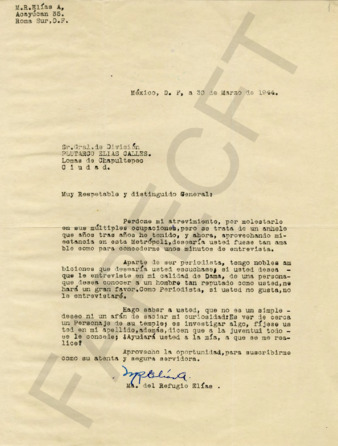 M.R.Elías A,
Acayúcan 35.
Roma Sur.D.F.
México, D. F, a 30 de Marzo de 1944.
Sr.Gral.de División
PLUTARCO ELIAS CALLES.
Lomas de Chapultepec
C i u d a d.
Muy Respetable y distinguido General:
Perdone mi atrevimiento, por molestarlo
en sus múltiples ocupaciones,pero se trata de un anhelo
que años tras años he tenido, y ahora, aprovechando mi-
estancia en esta Metrópoli,desearía usted fuese tan ama
ble como para concederme unos minutos de entrevista.
Aparte de ser periodista, tengo nobles am
biciones que desearía usted escuchase; si usted desea -
que le entreviste en mi calidad de Dama, de una persona-
que desea conocer a un hombre tan reputado como usted,me
hará un gran favor.Como Periodista, si usted no gusta,no
le entrevistaré.
Hago saber a usted, que no es un simple-
deseo ni un afán de saciar mi curiosidad:Es ver de cerca
un Personaje de su temple; es investigar algo, fíjese us
ted en mi apellido,además,dicen que a la juventud todo -
es le concede; Ayudará usted a la mía, a que se me rea-
lice?
Aprovecho la oportunidad,para suscribirme
como su atenta y segura servidora.
Ma. del Refugio Elías.
FAPECFT